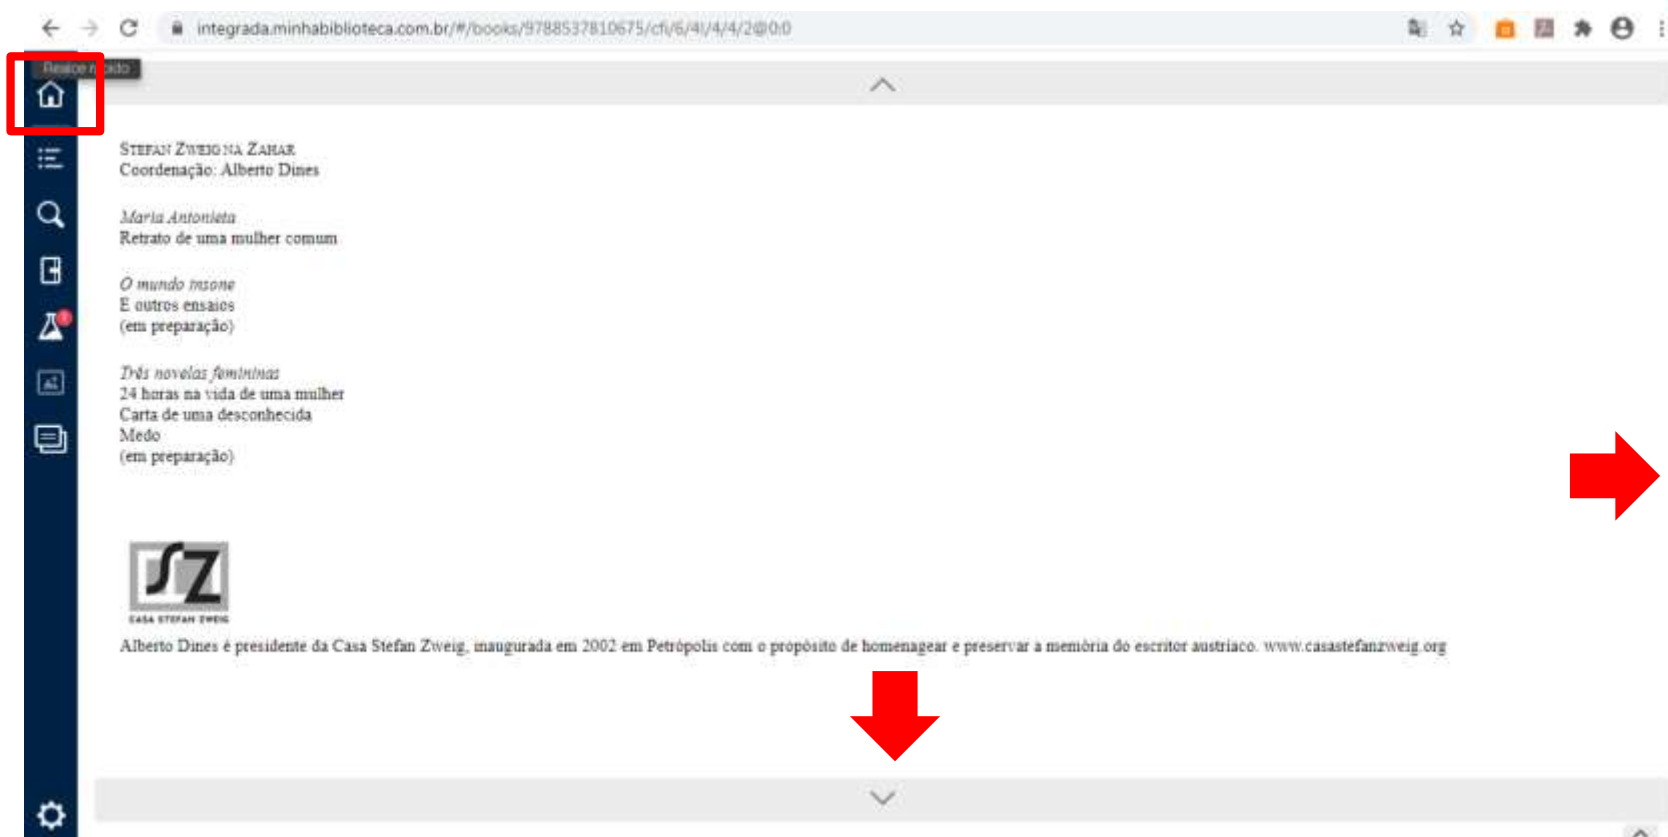 integrada.minhabiblioteca.com.br/#/books/9788537810675/cfi/6/4!/4/4/2@0:0
Realce rápido
STEFAN ZWEIG NA ZAHAR
Coordenação: Alberto Dines
Maria Antonieta
Retrato de uma mulher comum
O mundo insone
E outros ensaios
(em preparação)
Três novelas femininas
24 horas na vida de uma mulher
Carta de uma desconhecida
Medo
(em preparação)
SZ
CASA STEFAN ZWEIG
Alberto Dines é presidente da Casa Stefan Zweig, inaugurada em 2002 em Petrópolis com o propósito de homenagear e preservar a memória do escritor austríaco. www.casastefanzweig.org